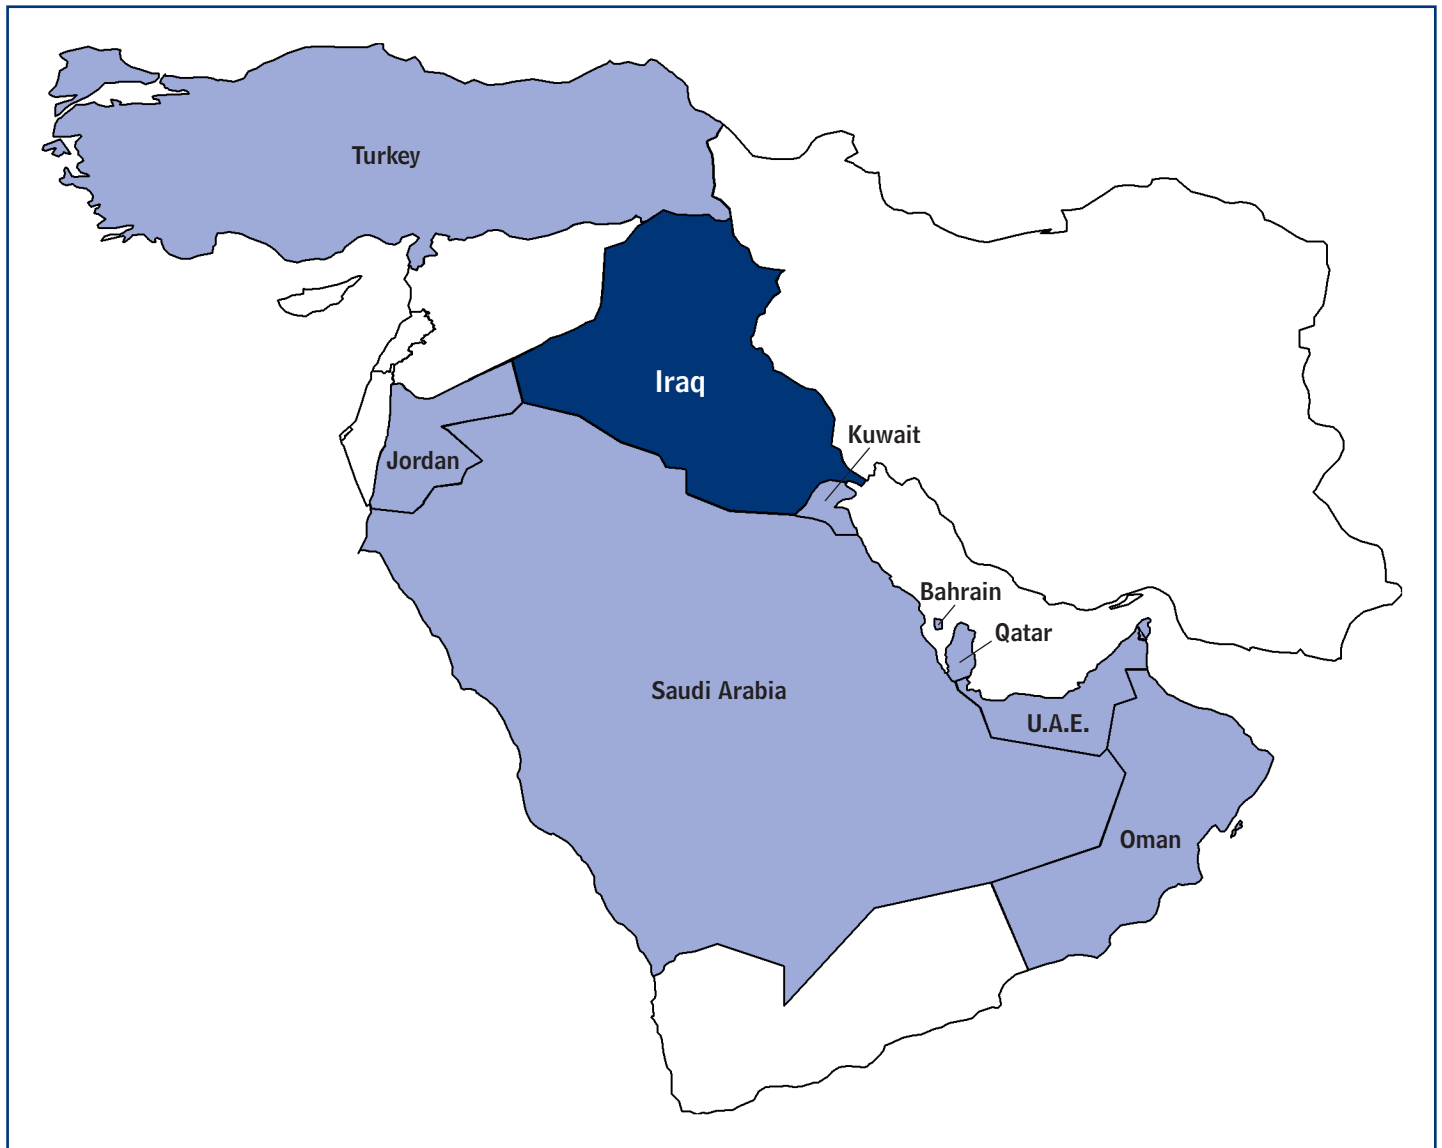 Turkey
Iraq
Kuwait
Jordan
Bahrain
Qatar
Saudi Arabia
U.A.E.
Oman